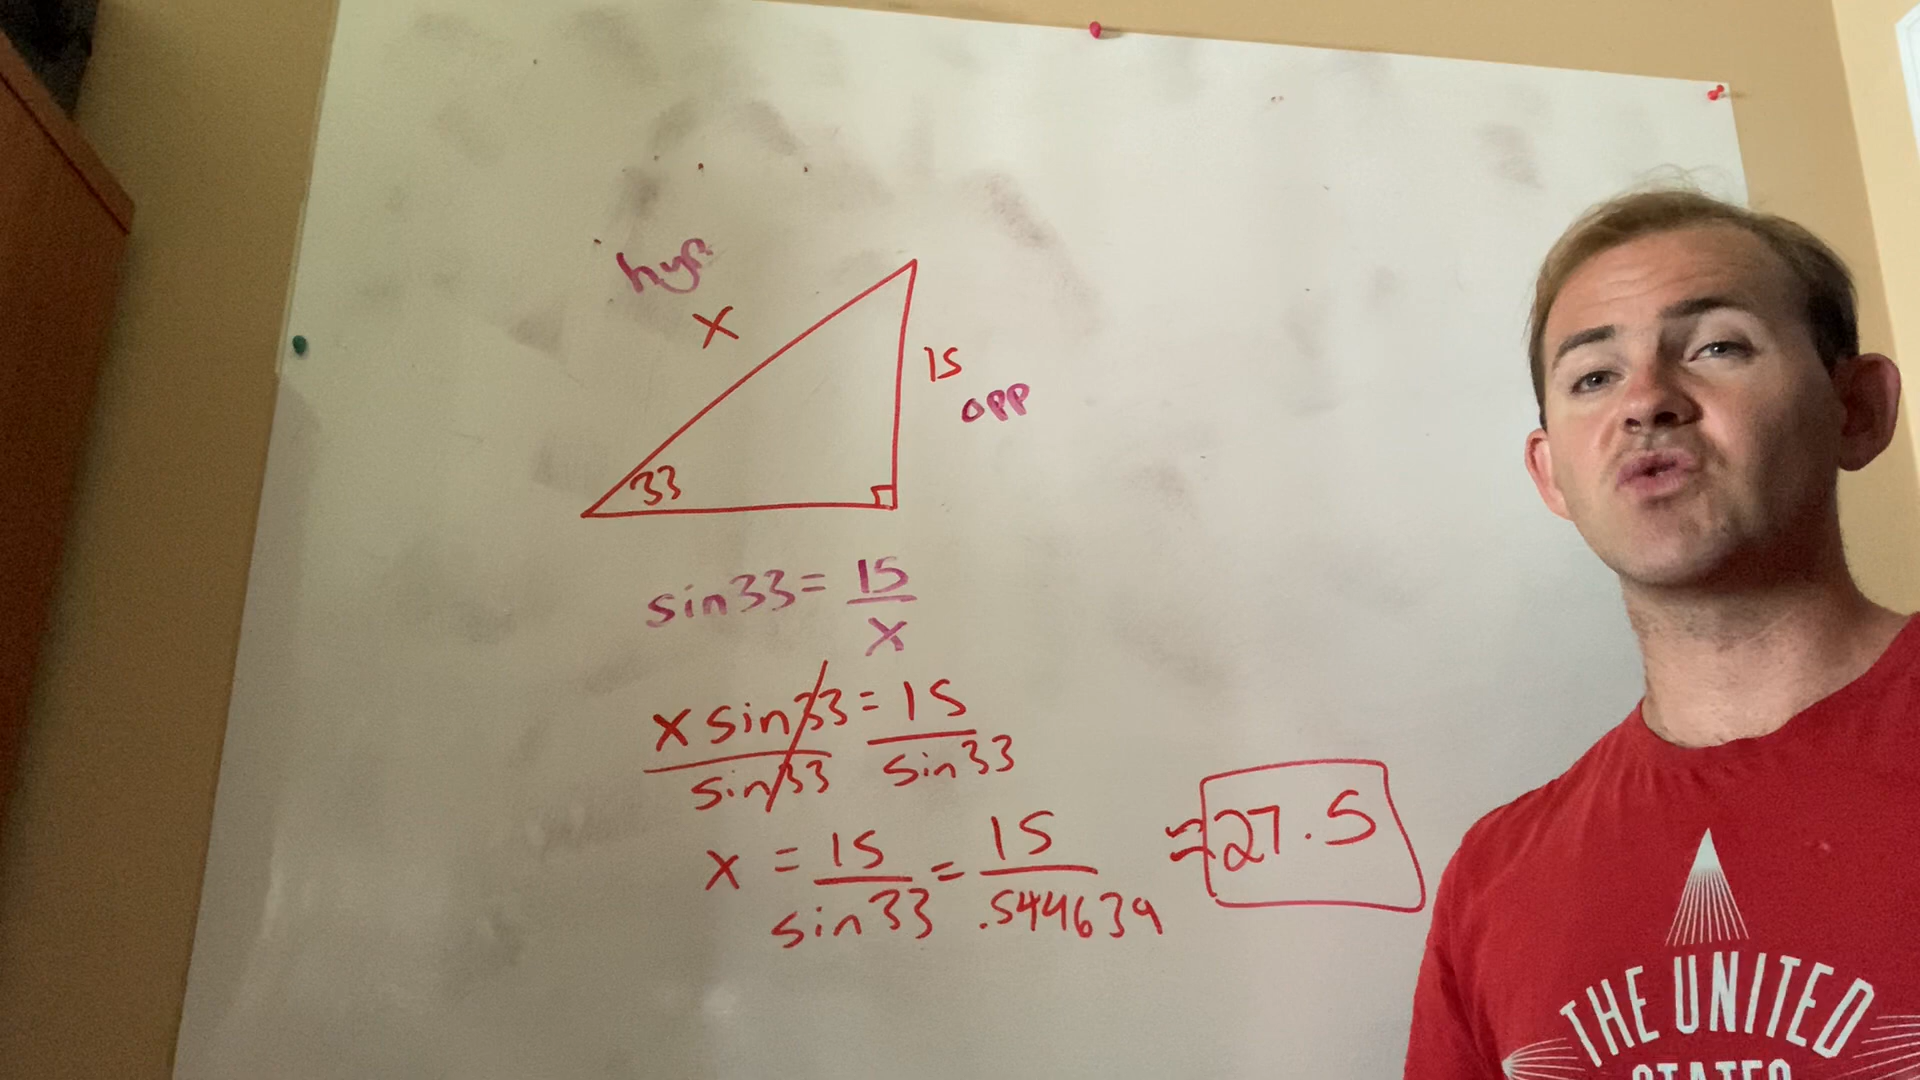 hyp
x
15
opp
33
sin33 = 15/x
x sin33/sin33 = 15/sin33
x = 15/sin33 = 15/.544639 ≈ 27.5
THE UNITED
STATES